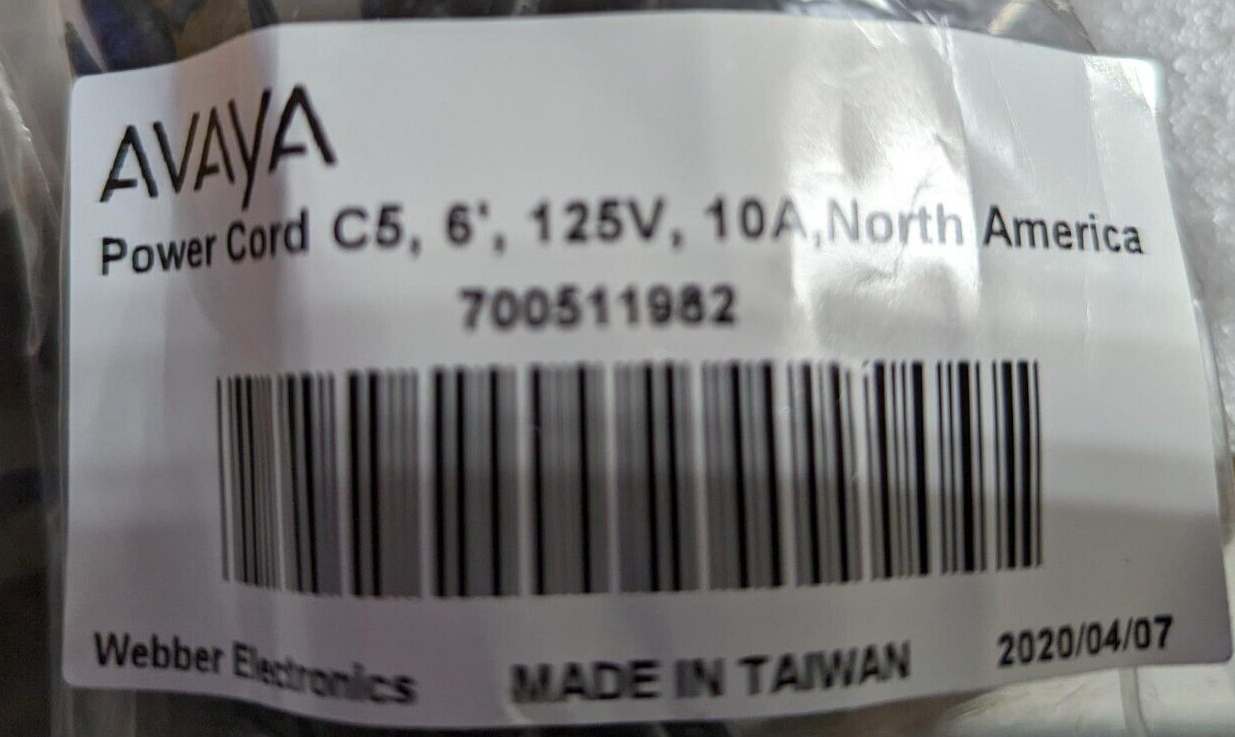 AVAYA
Power Cord C5, 6', 125V, 10A,North America
700511982
Webber Electronics MADE IN TAIWAN 2020/04/07